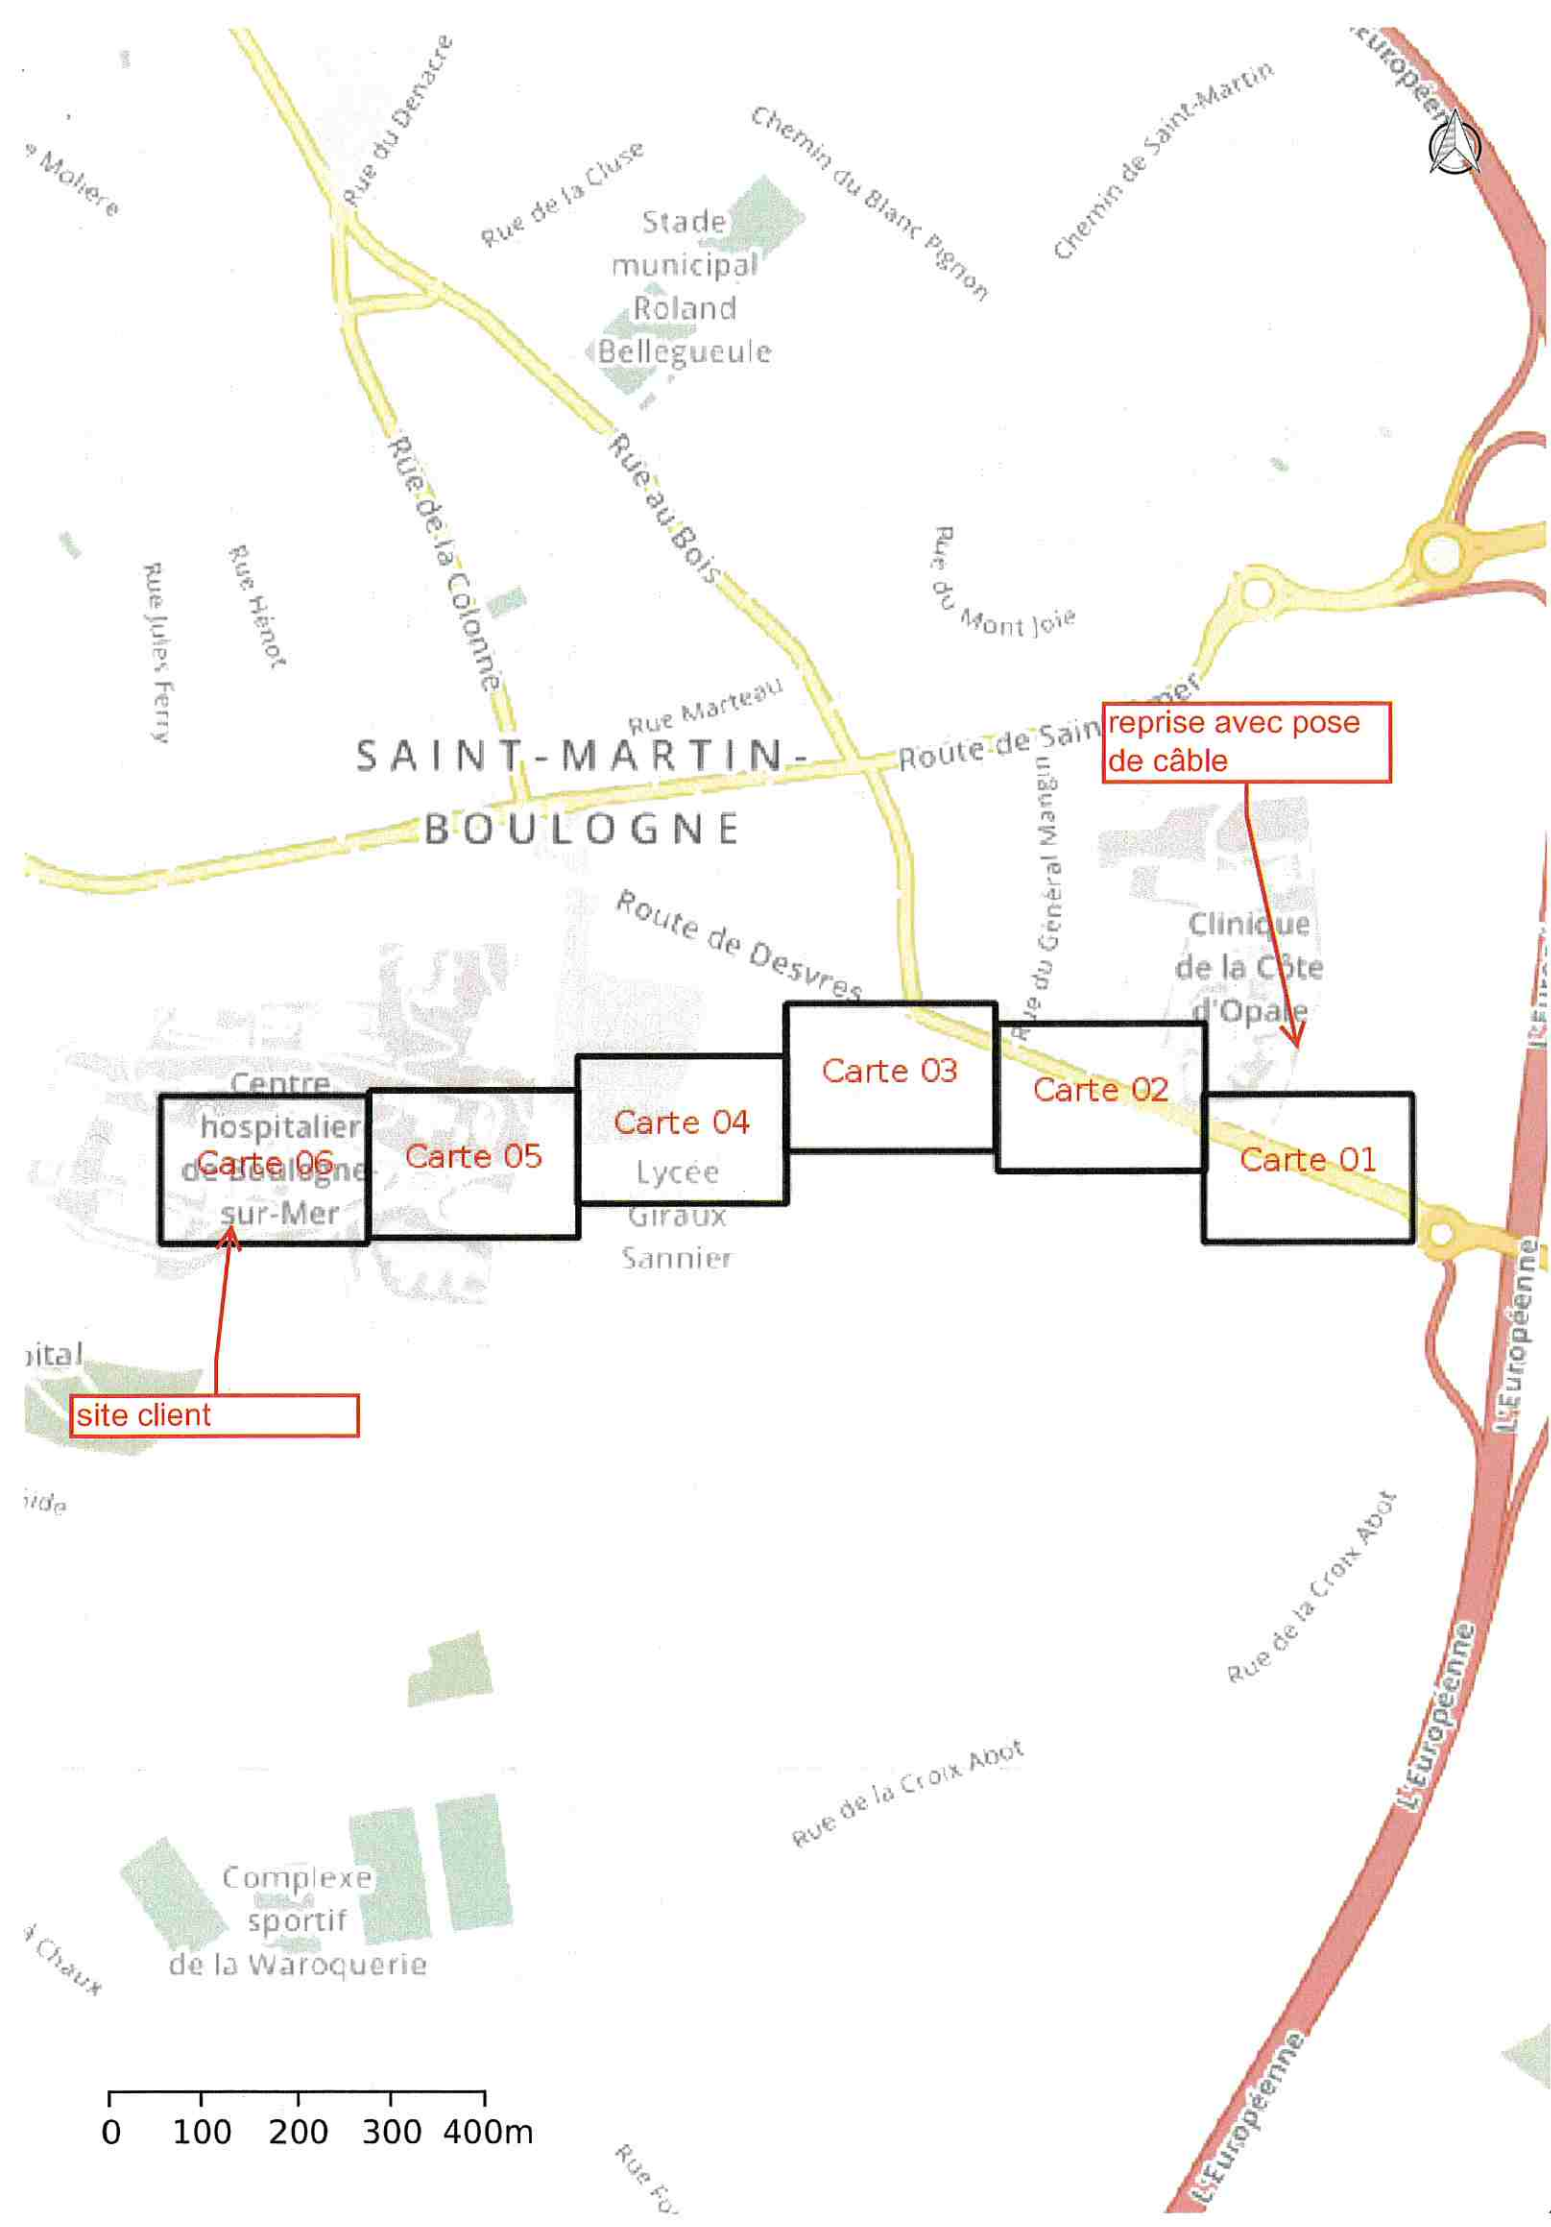 L'Européen
Rue du Denacre
Molière
Rue de la Cluse
Chemin du Blanc Pignon
Chemin de Saint-Martin
Stade
municipal
Roland
Bellegueule
Rue de la Colonne
Rue au Bois
Rue du Mont Joie
Rue Jules Ferry
Rue Hénot
Rue Marteau
SAINT-MARTIN-
BOULOGNE
Route de Sain mer
reprise avec pose
de câble
Rue du Général Mangin
Route de Desvres
Clinique
de la Côte
d'Opale
Carte 03
Carte 02
Carte 04
Carte 05
Carte 06
Carte 01
Centre
hospitalier
de Boulogne-
sur-Mer
Lycée
Giraux
Sannier
L'Européenne
pital
site client
Rue de la Croix Abot
L'Européenne
Rue de la Croix Abot
Complexe
sportif
de la Waroquerie
à Chaux
L'Européenne
0 100 200 300 400m